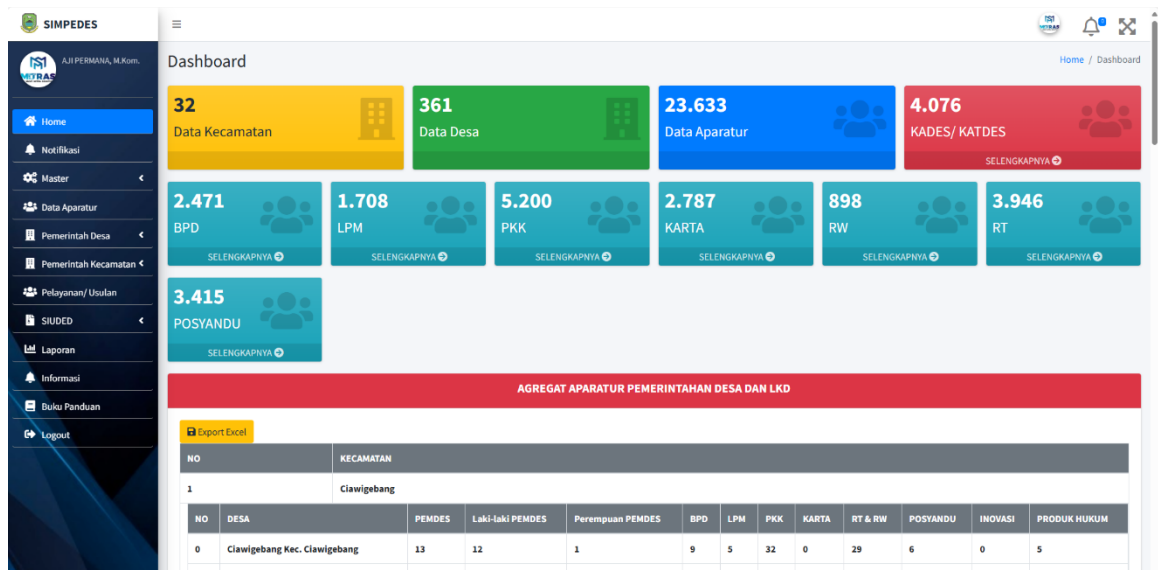 SIMPEDES
AJI PERMANA, M.Kom.
MITRAS
Home
Notifikasi
Master
Data Aparatur
Pemerintah Desa
Pemerintah Kecamatan
Pelayanan/ Usulan
SIUDED
Laporan
Informasi
Buku Panduan
Logout
MITRAS
Dashboard
Home / Dashboard
32
Data Kecamatan
361
Data Desa
23.633
Data Aparatur
4.076
KADES/ KATDES
SELENGKAPNYA
2.471
BPD
SELENGKAPNYA
1.708
LPM
SELENGKAPNYA
5.200
PKK
SELENGKAPNYA
2.787
KARTA
SELENGKAPNYA
898
RW
SELENGKAPNYA
3.946
RT
SELENGKAPNYA
3.415
POSYANDU
SELENGKAPNYA
AGREGAT APARATUR PEMERINTAHAN DESA DAN LKD
Export Excel
NO KECAMATAN
1 Ciawigebang
NO DESA PEMDES Laki-laki PEMDES Perempuan PEMDES BPD LPM PKK KARTA RT & RW POSYANDU INOVASI PRODUK HUKUM
0 Ciawigebang Kec. Ciawigebang 13 12 1 9 5 32 0 29 6 0 5